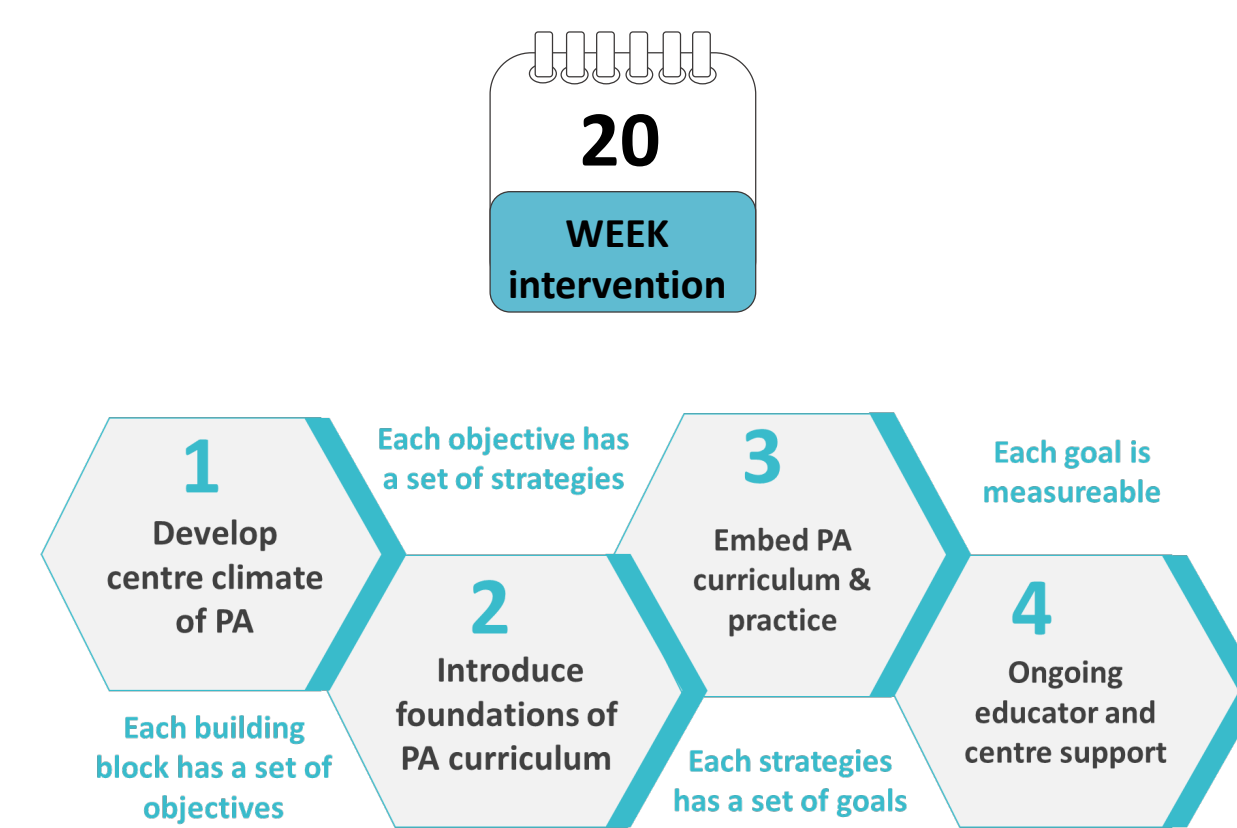 20
WEEK
intervention
1
Develop
centre climate
of PA
Each building
block has a set of
objectives
Each objective has
a set of strategies
2
Introduce
foundations of
PA curriculum
3
Embed PA
curriculum &
practice
Each strategies
has a set of goals
Each goal is
measureable
4
Ongoing
educator and
centre support